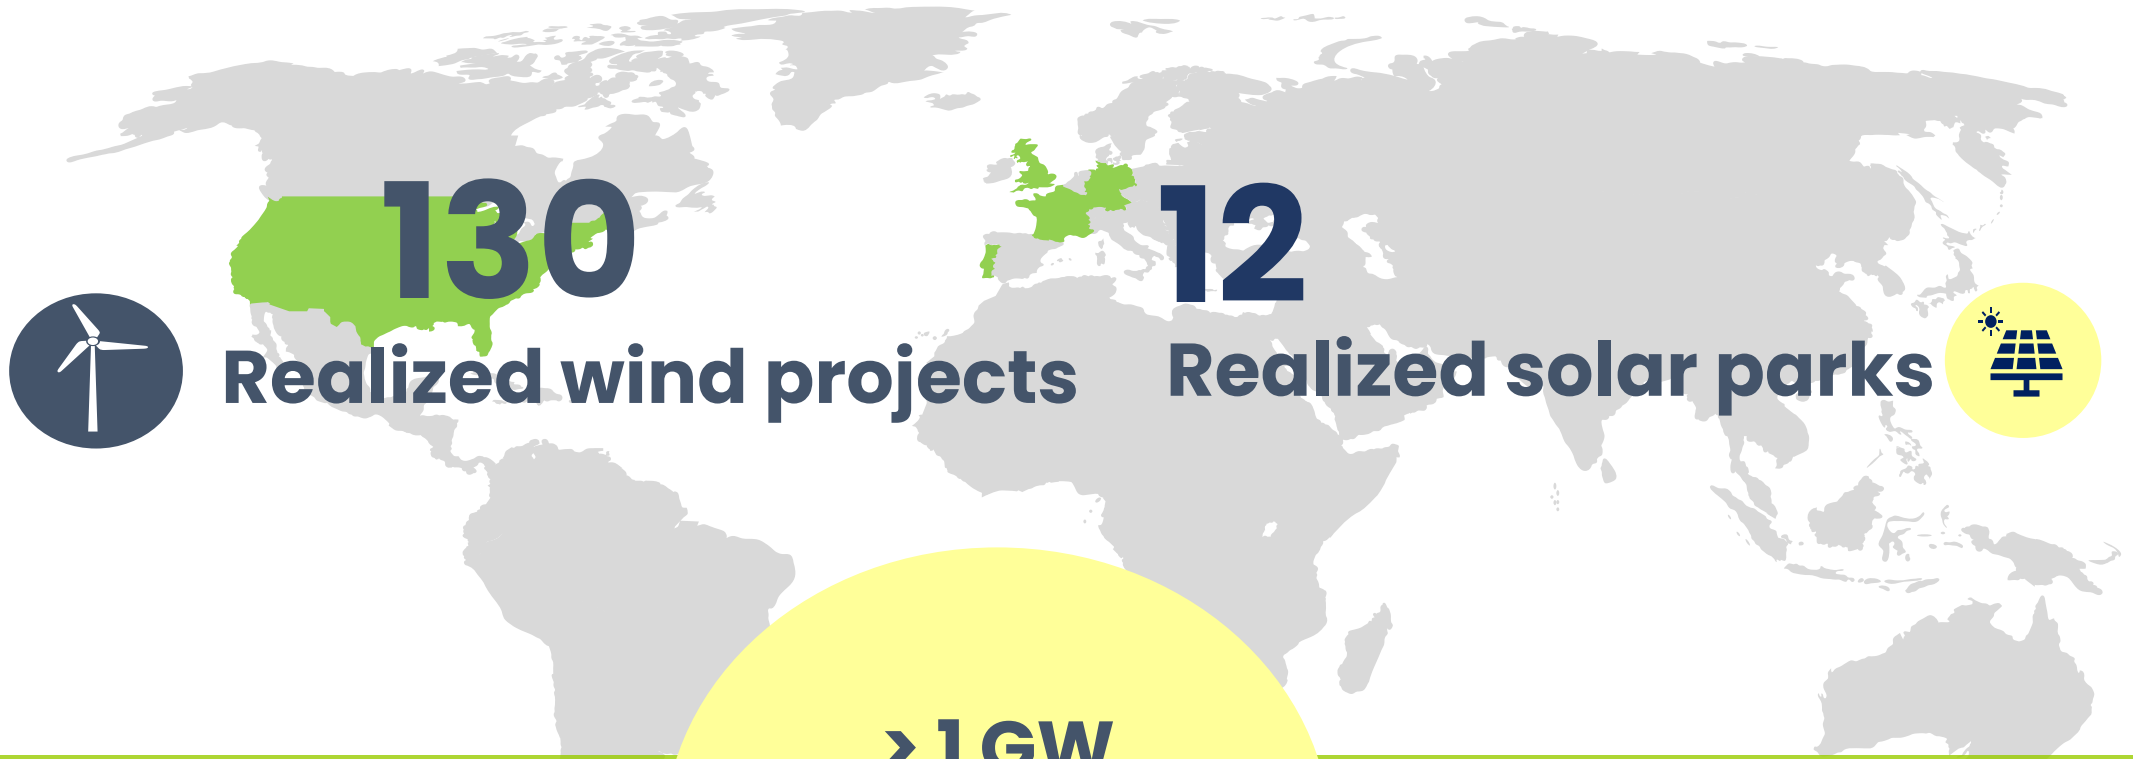 130
Realized wind projects
12
Realized solar parks
> 1 GW